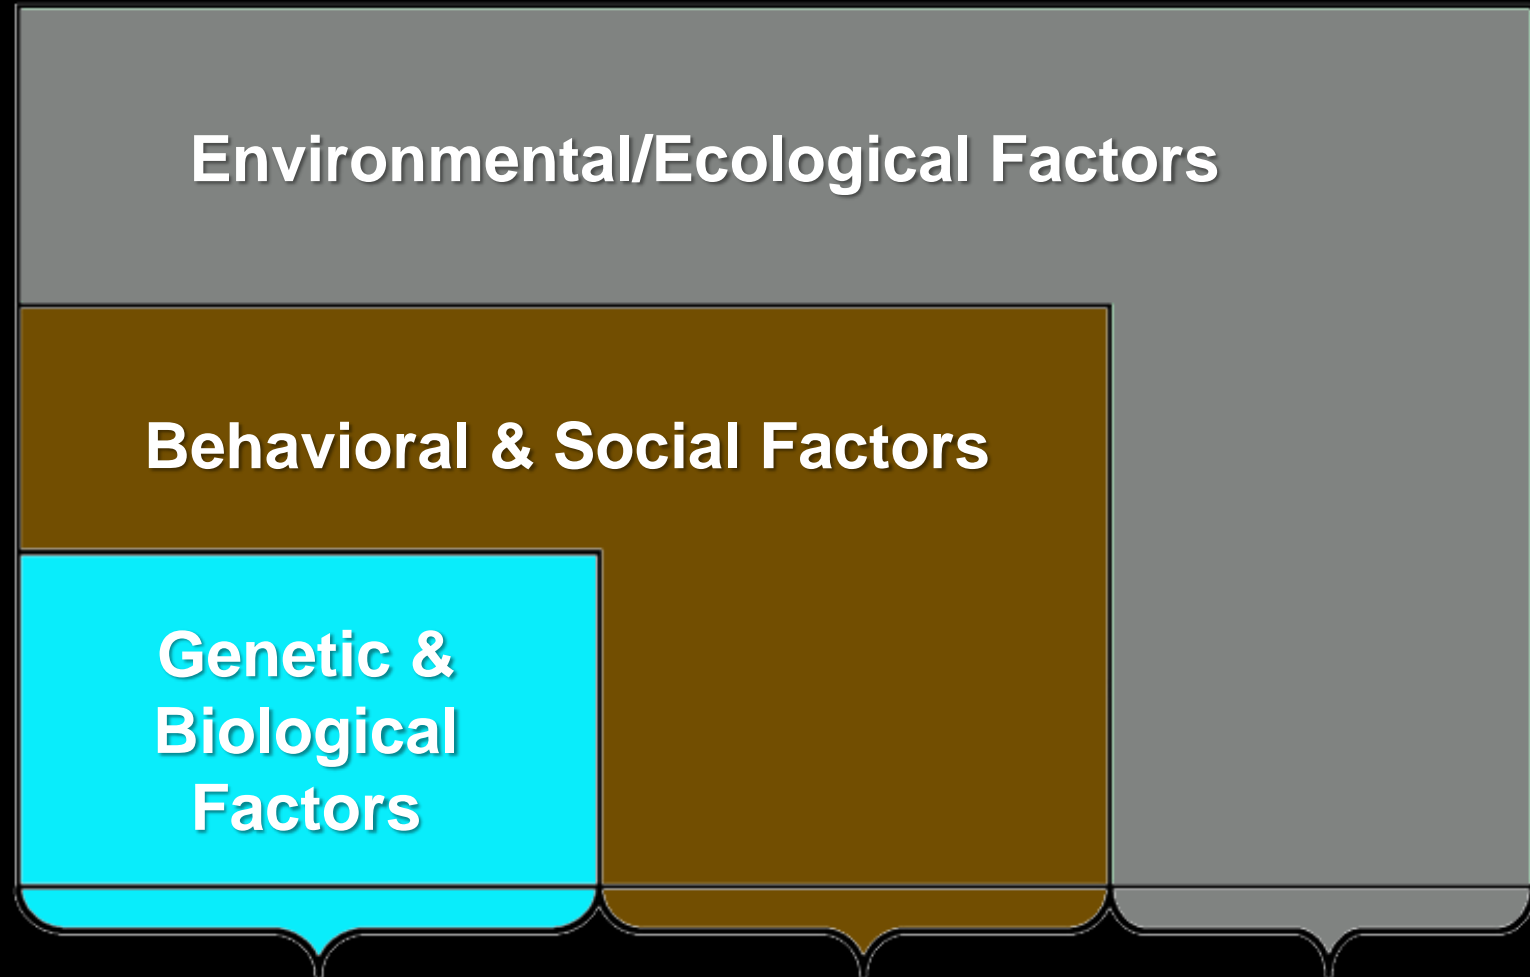 Environmental/Ecological Factors
Behavioral & Social Factors
Genetic &
Biological
Factors